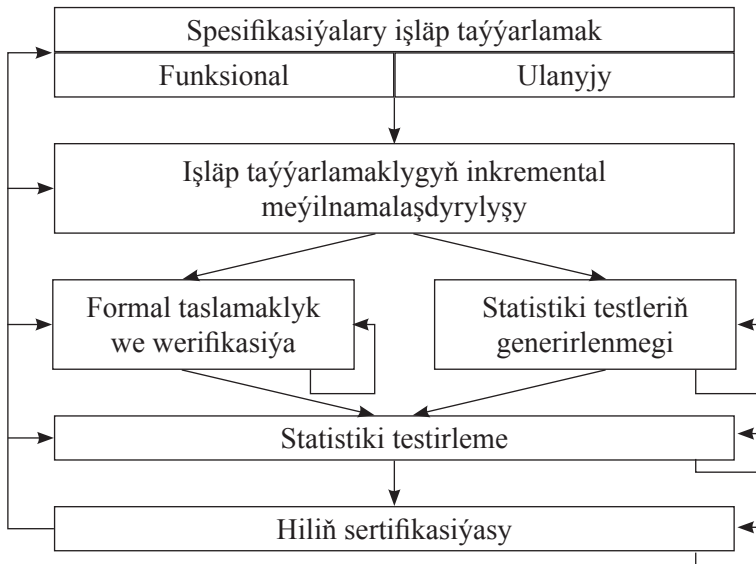 Spesifikasiýalary işläp taýýarlamak
Funksional
Ulanyjy
Işläp taýýarlamaklygyň inkremental
meýilnamalaşdyrylyşy
Formal taslamaklyk
we werifikasiýa
Statistiki testleriň
generirlenmegi
Statistiki testirleme
Hiliň sertifikasiýasy